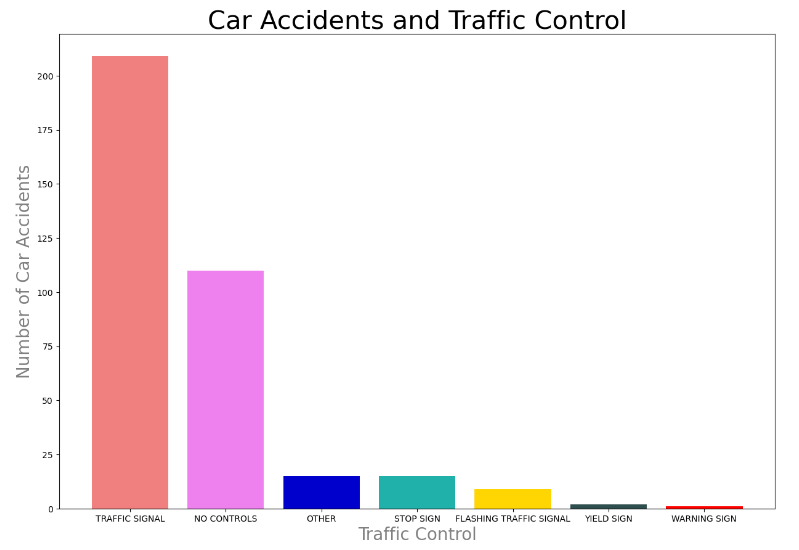 Car Accidents and Traffic Control
Number of Car Accidents
200
175
150
125
100
75
50
25
0
TRAFFIC SIGNAL NO CONTROLS OTHER STOP SIGN FLASHING TRAFFIC SIGNAL YIELD SIGN WARNING SIGN
Traffic Control